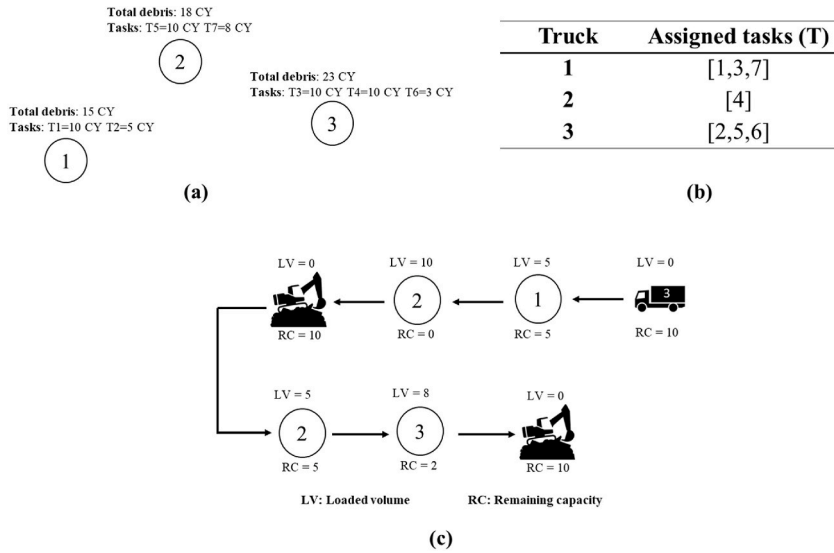 Total debris: 18 CY
Tasks: T5=10 CY T7=8 CY
2
Total debris: 23 CY
Tasks: T3=10 CY T4=10 CY T6=3 CY
3
Total debris: 15 CY
Tasks: T1=10 CY T2=5 CY
1
(a)
Truck Assigned tasks (T)
1 [1,3,7]
2 [4]
3 [2,5,6]
(b)
LV = 0 LV = 10 LV = 5 LV = 0
2 1 3
RC = 10 RC = 0 RC = 5 RC = 10
LV = 5 LV = 8 LV = 0
2 3
RC = 5 RC = 2 RC = 10
LV: Loaded volume RC: Remaining capacity
(c)